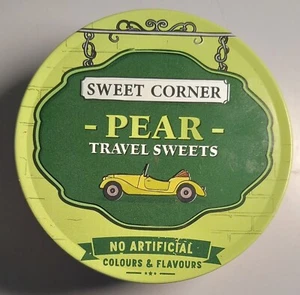 SWEET CORNER
- PEAR -
TRAVEL SWEETS
NO ARTIFICIAL
COLOURS & FLAVOURS